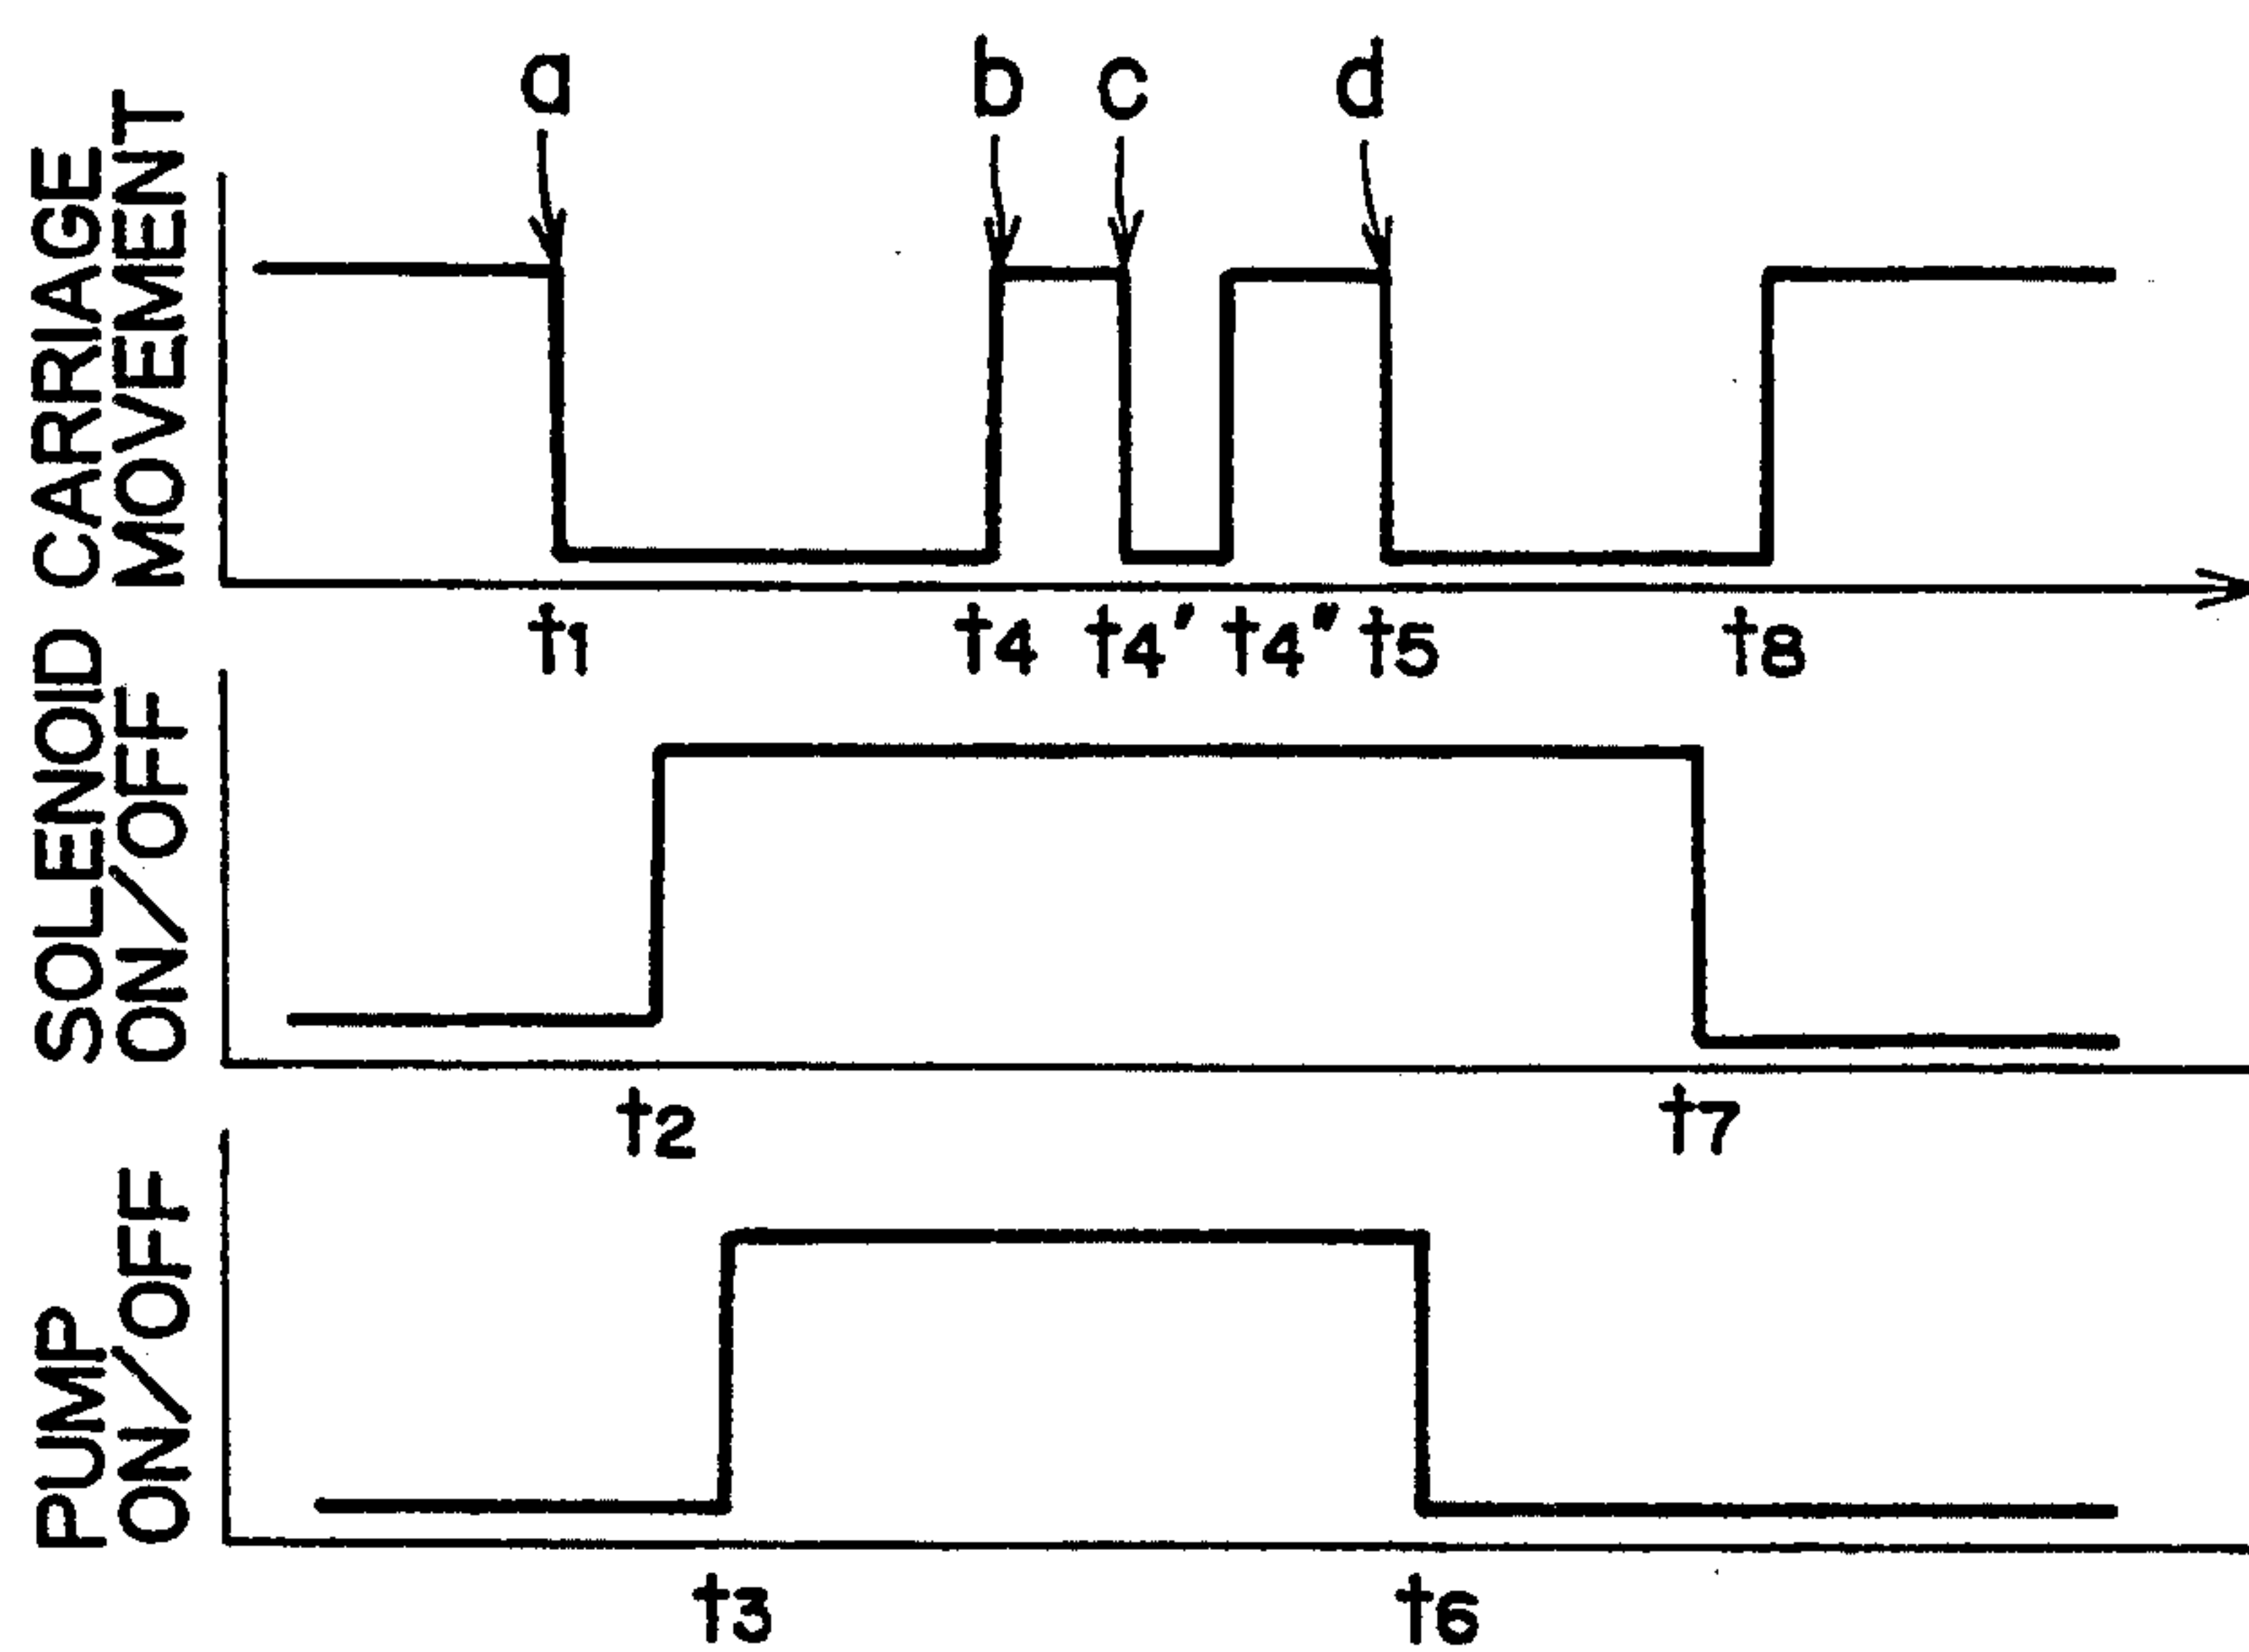 a b c d
CARRIAGE
MOVEMENT
t1 t4 t4' t4" t5 t8
SOLENOID
ON/OFF
t2 t7
PUMP
ON/OFF
t3 t6